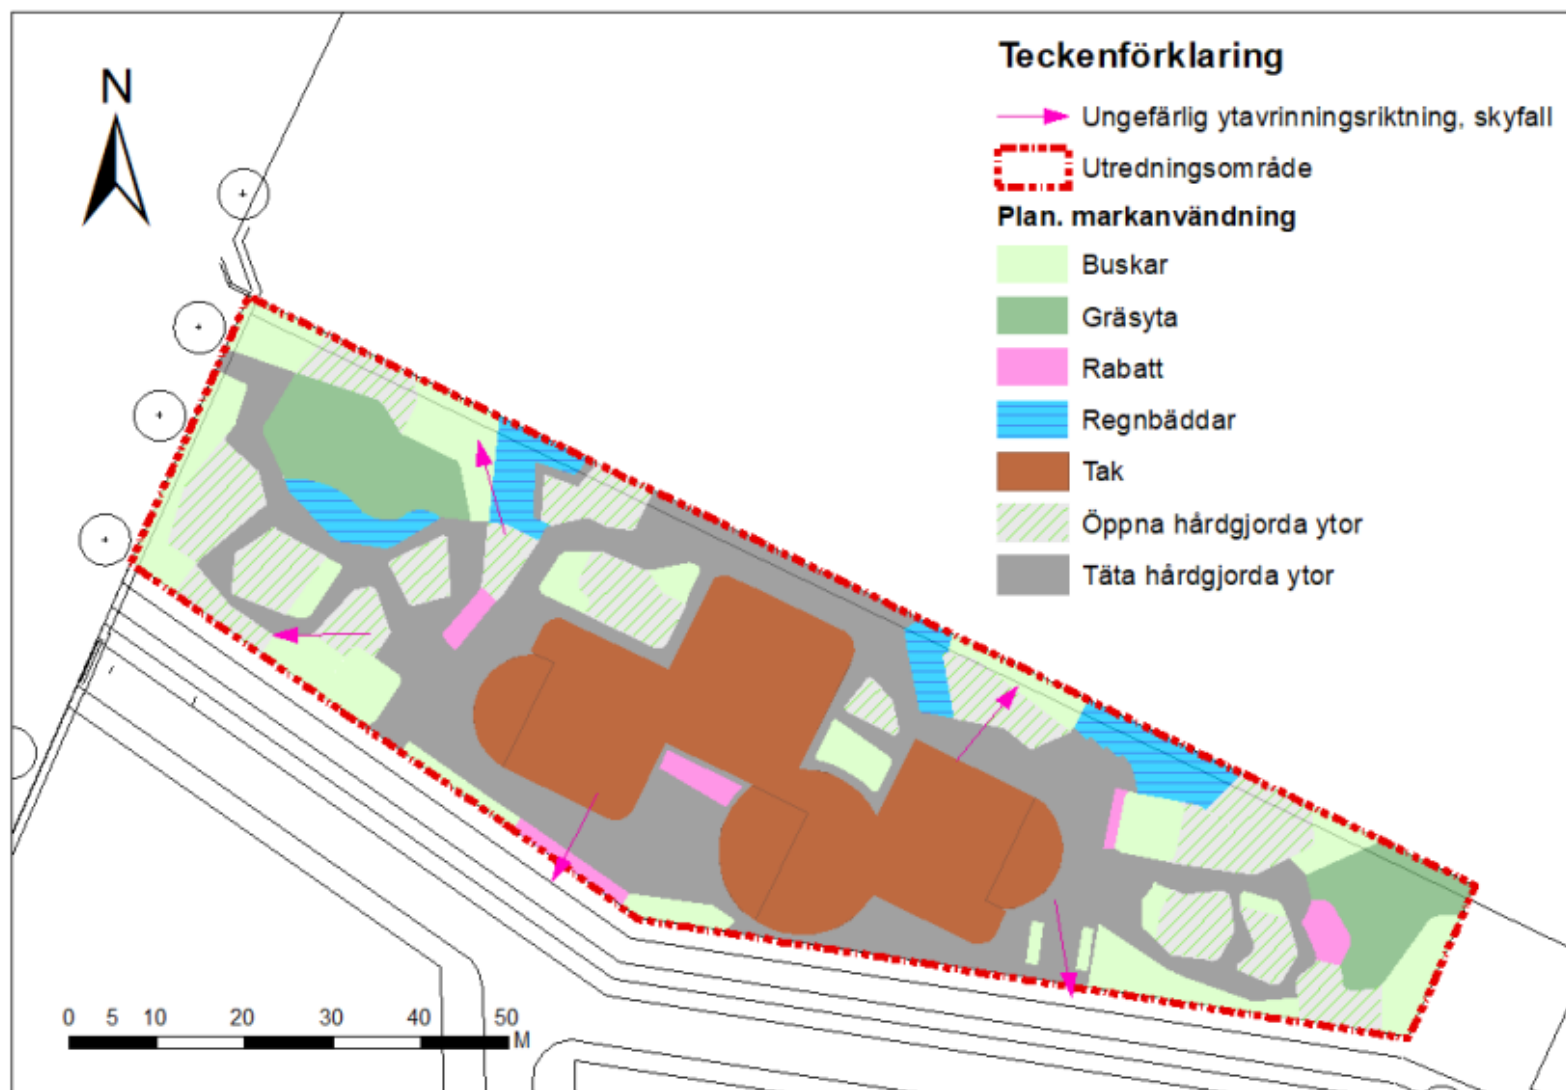 Teckenförklaring
N
Ungefärlig ytavrinningsriktning, skyfall
Utredningsområde
Plan. markanvändning
Buskar
Gräsyta
Rabatt
Regnbäddar
Tak
Öppna hårdgjorda ytor
Täta hårdgjorda ytor
0 5 10 20 30 40 50
M